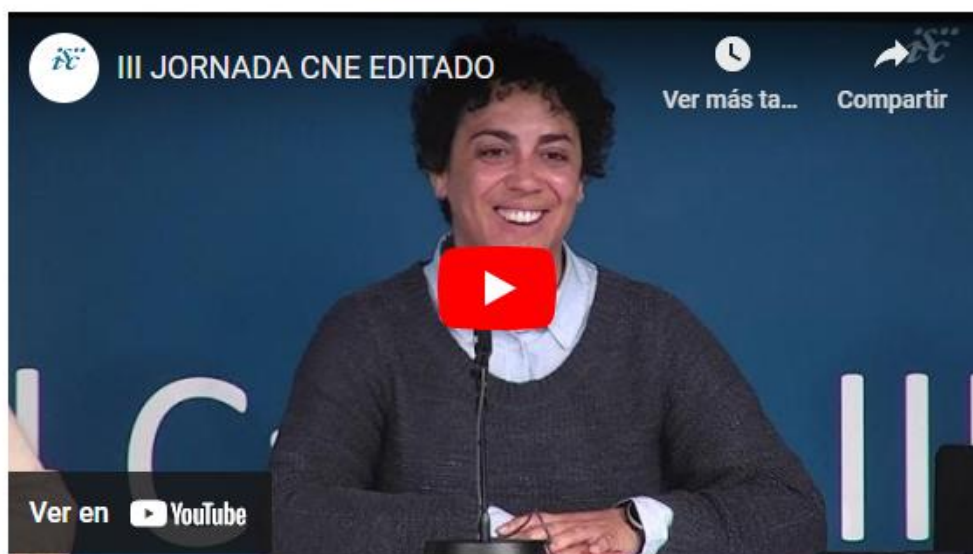 III JORNADA CNE EDITADO
Ver más ta...
Compartir
Ver en YouTube